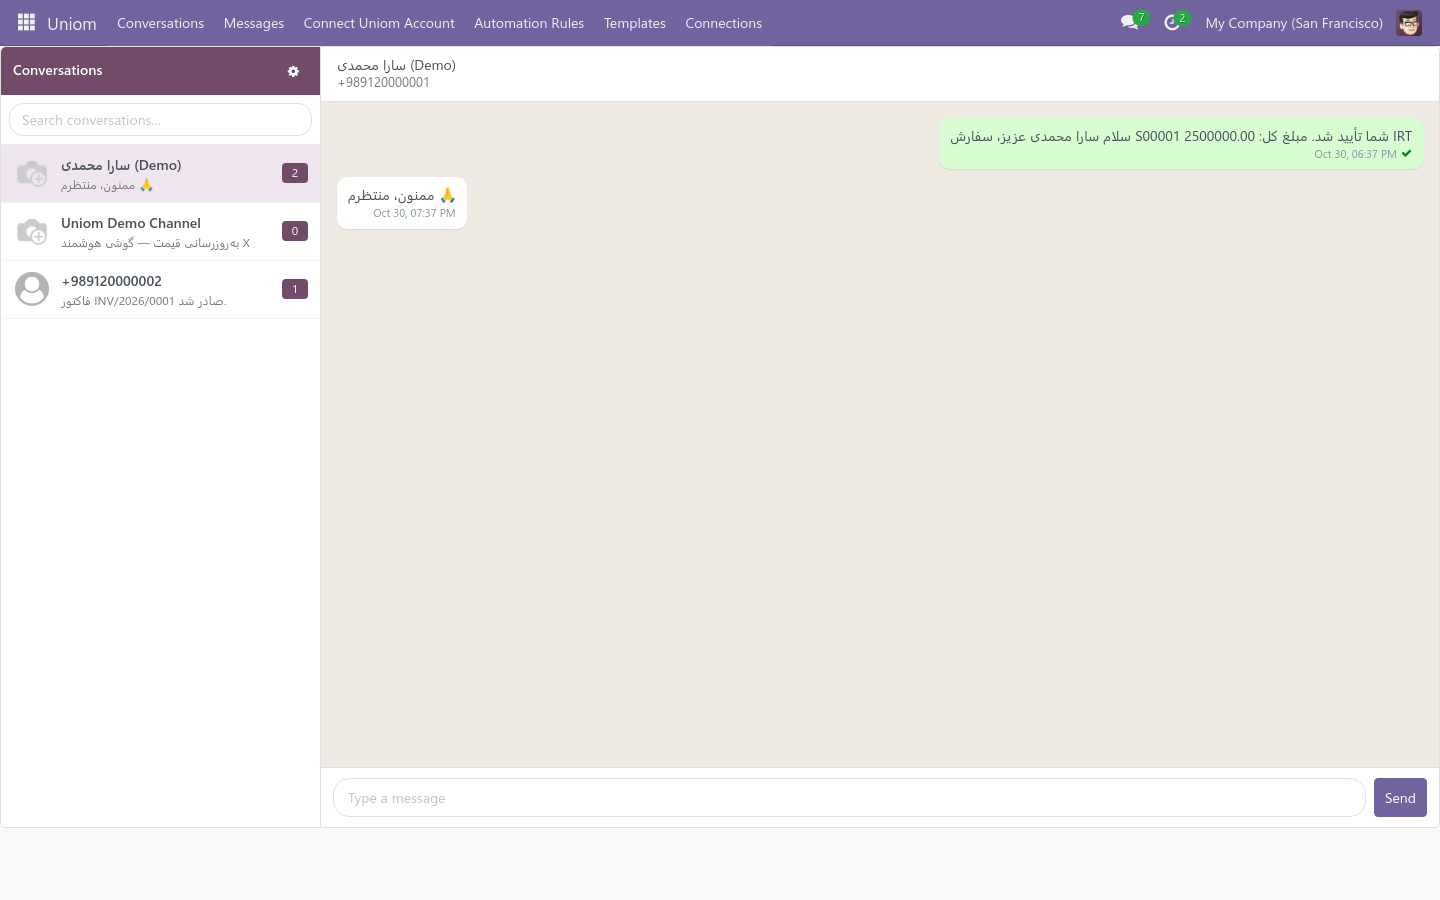 Uniom
Conversations
Messages
Connect Uniom Account
Automation Rules
Templates
Connections
7
2
My Company (San Francisco)
Conversations
Search conversations...
سارا محمدی (Demo)
ممنون، منتظرم 🙏
2
Uniom Demo Channel
به‌روزرسانی قیمت — گوشی هوشمند X
0
+989120000002
فاکتور INV/2026/0001 صادر شد.
1
سارا محمدی (Demo)
+989120000001
سلام سارا محمدی عزیز، سفارش S00001 شما تأیید شد. مبلغ کل: 2500000.00 IRT
Oct 30, 06:37 PM
ممنون، منتظرم 🙏
Oct 30, 07:37 PM
Type a message
Send